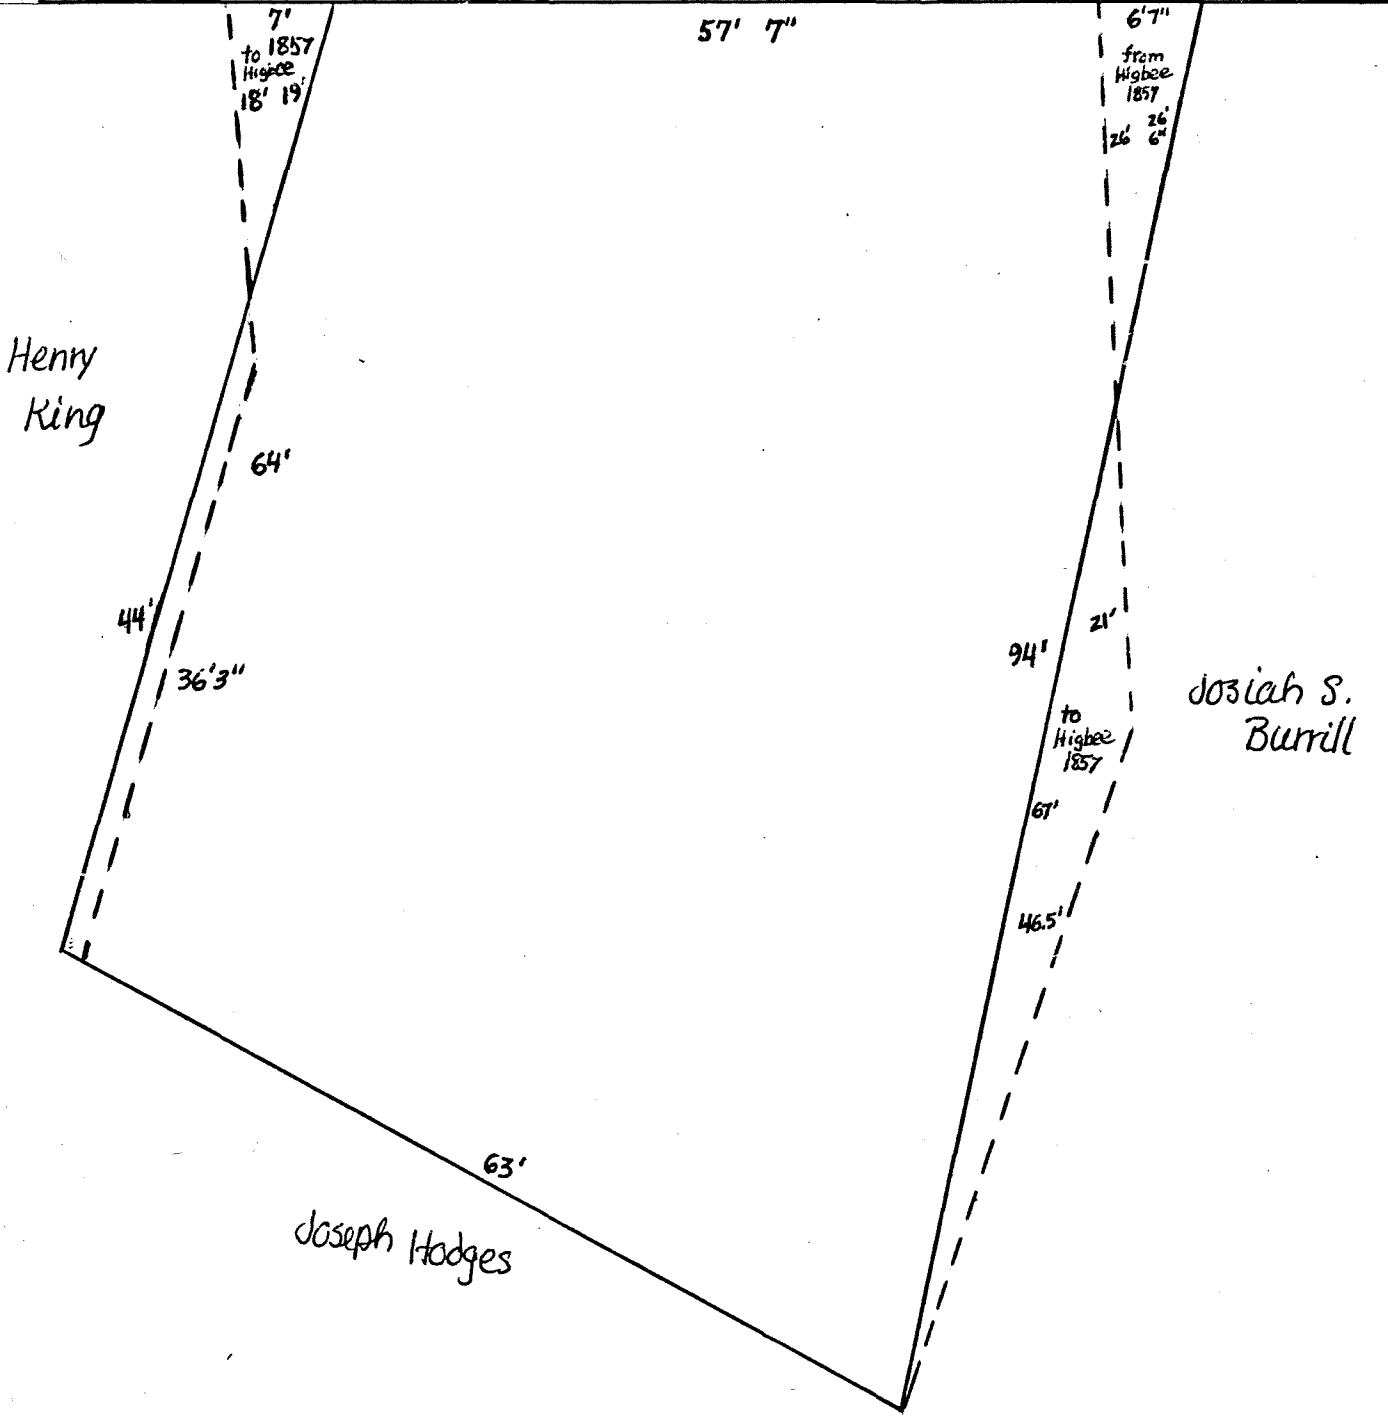 7'
to 1857
Higbee
18' 19'
57' 7"
6'7"
from
Higbee
1857
26'
26' 6"
Henry
King
64'
44'
36'3"
94'
21'
Josiah S.
Burrill
to
Higbee
1857
67'
46.5'
63'
Joseph Hodges